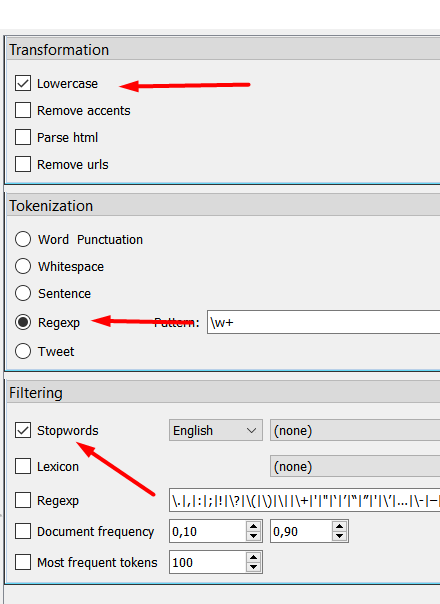 Transformation
Lowercase
Remove accents
Parse html
Remove urls
Tokenization
Word Punctuation
Whitespace
Sentence
Regexp Pattern: \w+
Tweet
Filtering
Stopwords English (none)
Lexicon (none)
Regexp \.|,|:|;|!|\?|\(|\)|\||\+|'|"|'|′|“|”|'|\’|…|\-|–|
Document frequency 0,10 0,90
Most frequent tokens 100